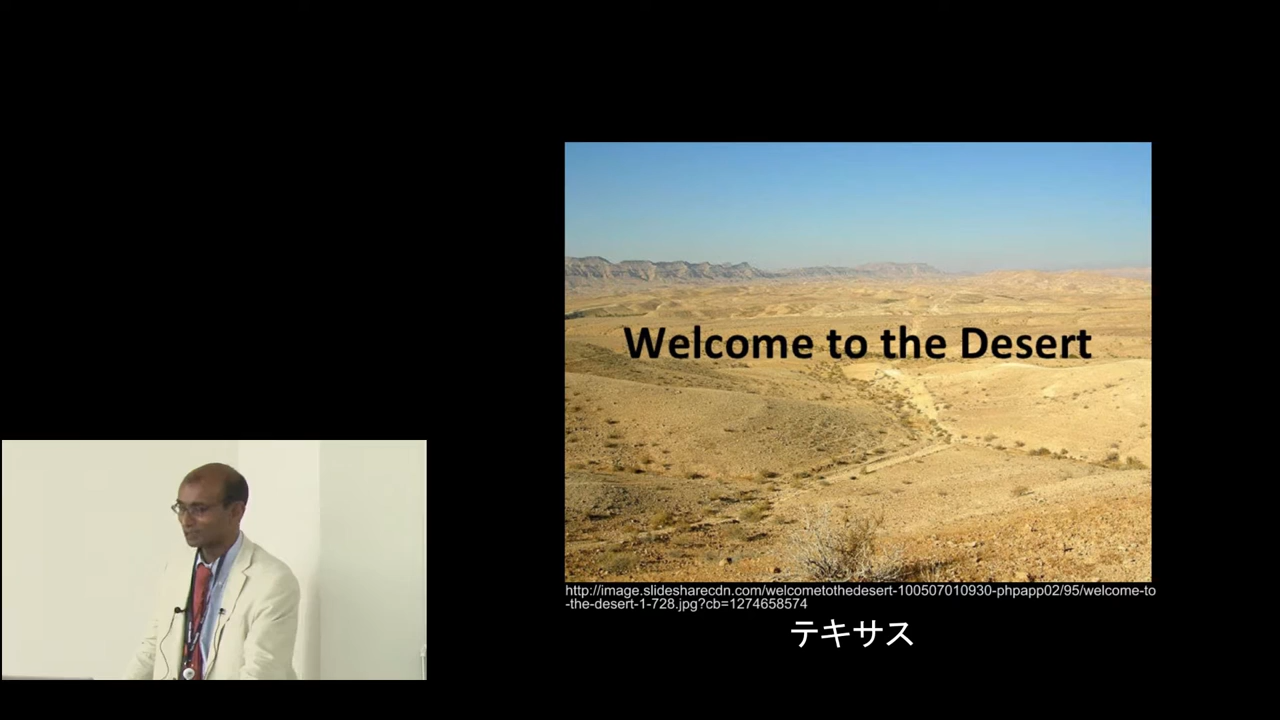 Welcome to the Desert
http://image.slidesharecdn.com/welcometothedesert-100507010930-phpapp02/95/welcome-to
-the-desert-1-728.jpg?cb=1274658574
テキサス